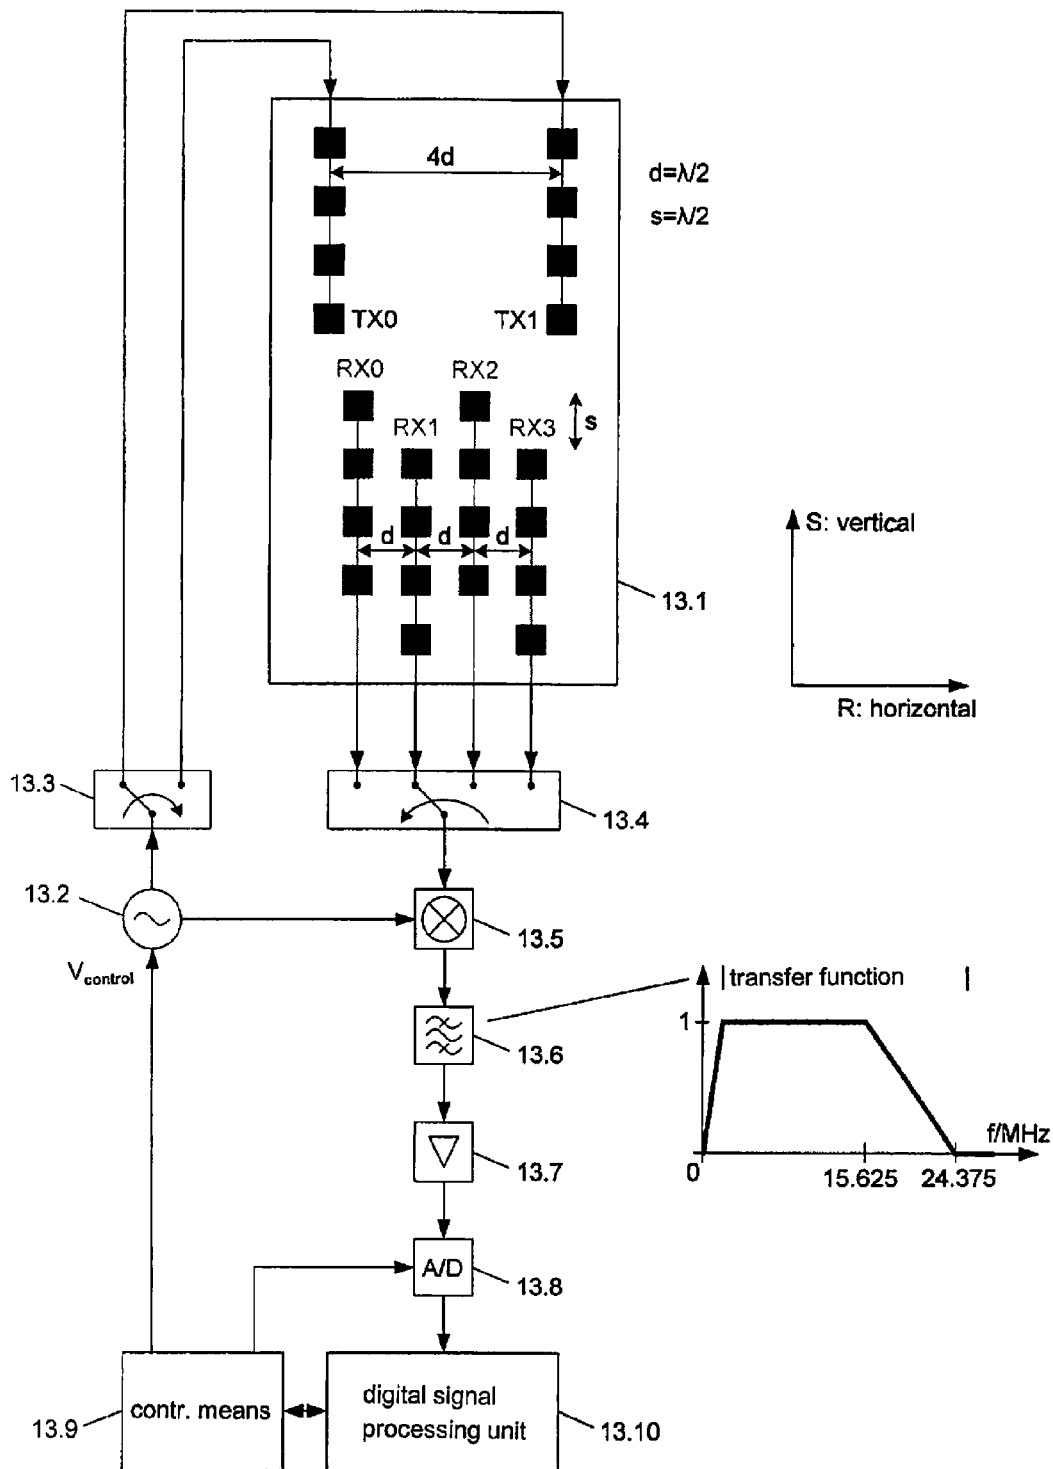 4d
d=λ/2
s=λ/2
TX0
TX1
RX0
RX2
RX1
RX3
s
d
d
d
S: vertical
13.1
R: horizontal
13.3
13.4
13.2
13.5
Vcontrol
|transfer function |
1
13.6
f/MHz
13.7
0
15.625
24.375
A/D
13.8
contr. means
digital signal
processing unit
13.9
13.10